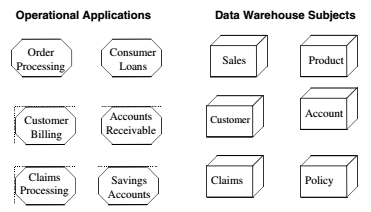 Operational Applications
Data Warehouse Subjects
Order
Processing
Consumer
Loans
Sales
Product
Customer
Billing
Accounts
Receivable
Customer
Account
Claims
Processing
Savings
Accounts
Claims
Policy